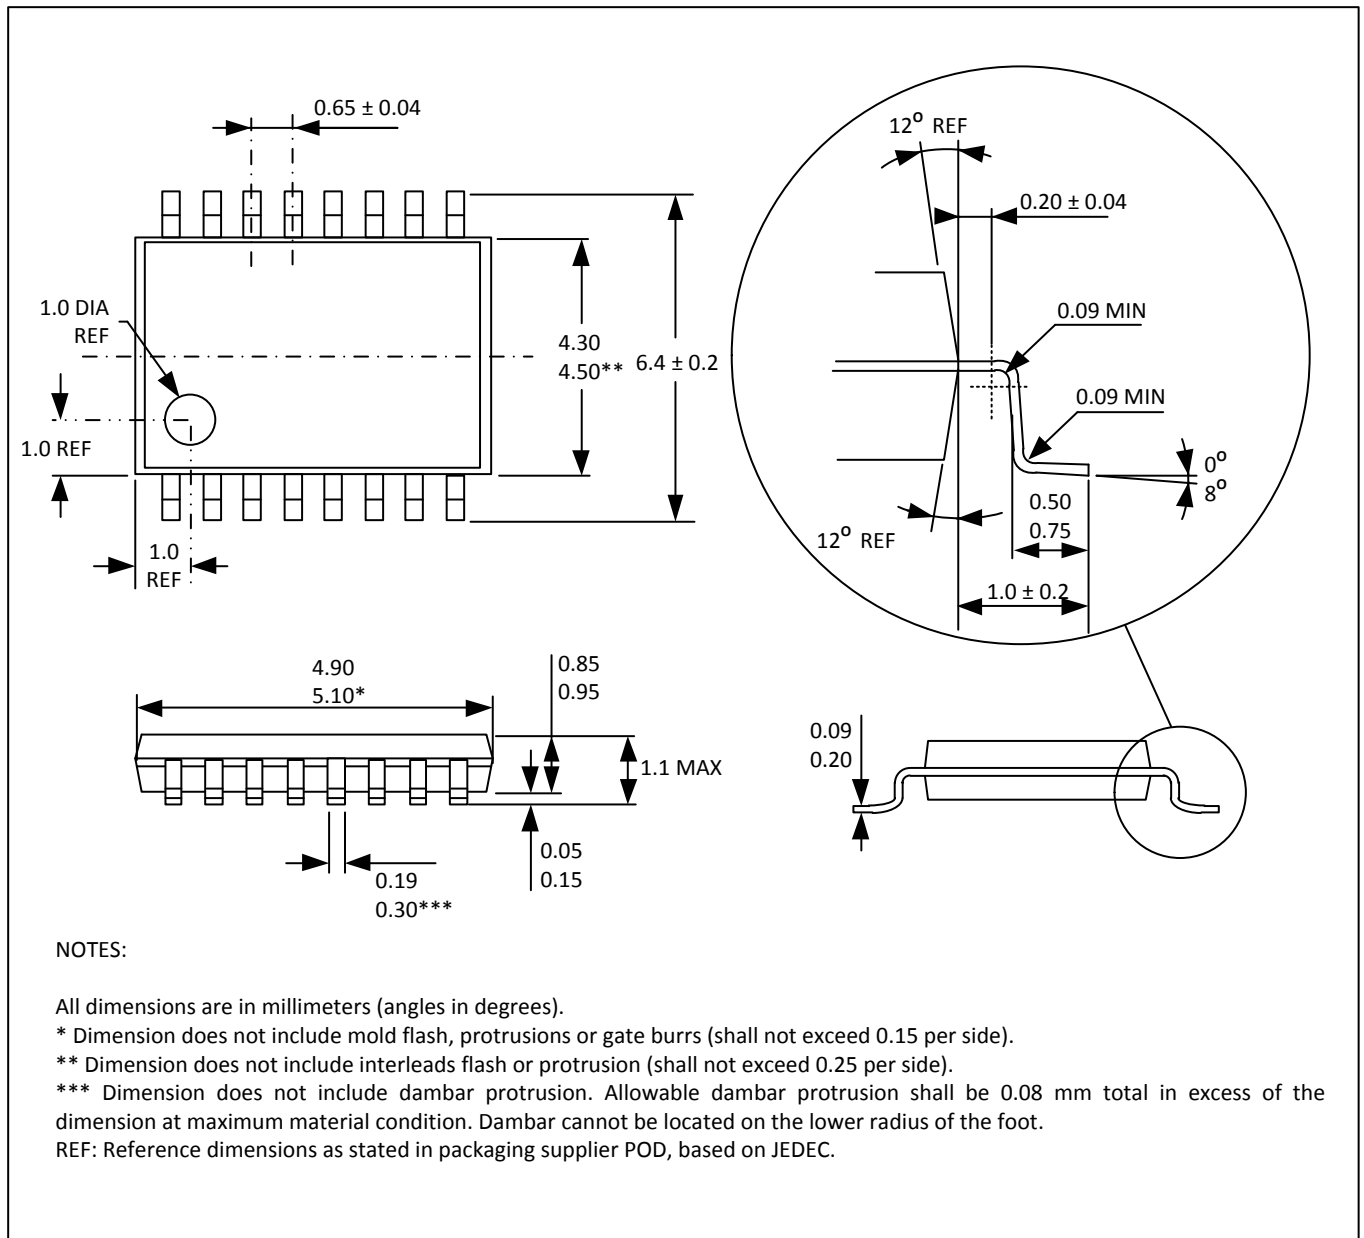 0.65 ± 0.04
1.0 DIA
REF
4.30
4.50**
6.4 ± 0.2
1.0 REF
1.0
REF
12° REF
0.20 ± 0.04
0.09 MIN
0.09 MIN
0°
8°
0.50
0.75
12° REF
1.0 ± 0.2
4.90
5.10*
0.85
0.95
1.1 MAX
0.05
0.15
0.19
0.30***
0.09
0.20
NOTES:
All dimensions are in millimeters (angles in degrees).
* Dimension does not include mold flash, protrusions or gate burrs (shall not exceed 0.15 per side).
** Dimension does not include interleads flash or protrusion (shall not exceed 0.25 per side).
*** Dimension does not include dambar protrusion. Allowable dambar protrusion shall be 0.08 mm total in excess of the
dimension at maximum material condition. Dambar cannot be located on the lower radius of the foot.
REF: Reference dimensions as stated in packaging supplier POD, based on JEDEC.